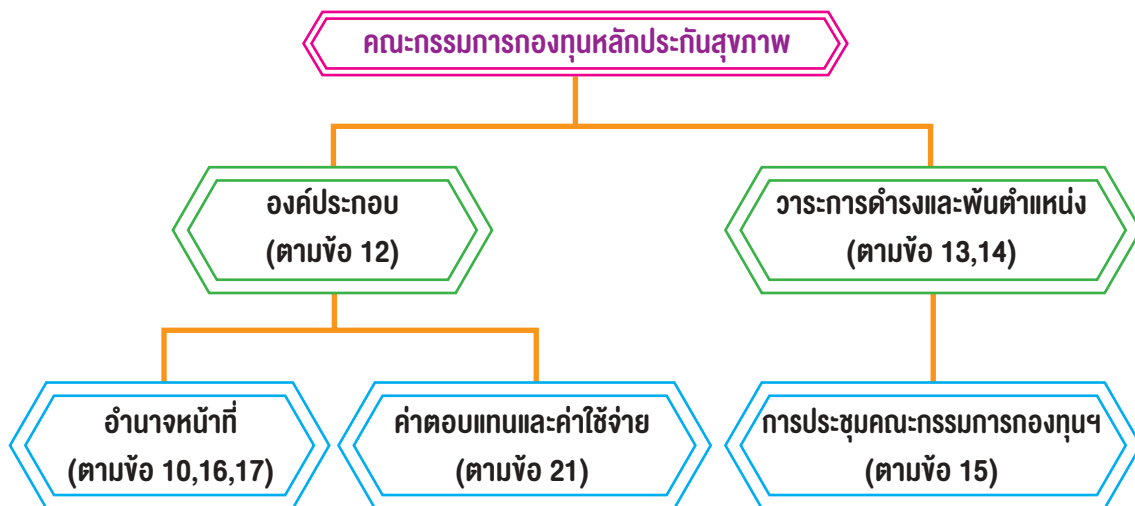 คณะกรรมการกองทุนหลักประกันสุขภาพ
องค์ประกอบ
(ตามข้อ 12)
วาระการดำรงและพ้นตำแหน่ง
(ตามข้อ 13,14)
อำนาจหน้าที่
(ตามข้อ 10,16,17)
ค่าตอบแทนและค่าใช้จ่าย
(ตามข้อ 21)
การประชุมคณะกรรมการกองทุนฯ
(ตามข้อ 15)